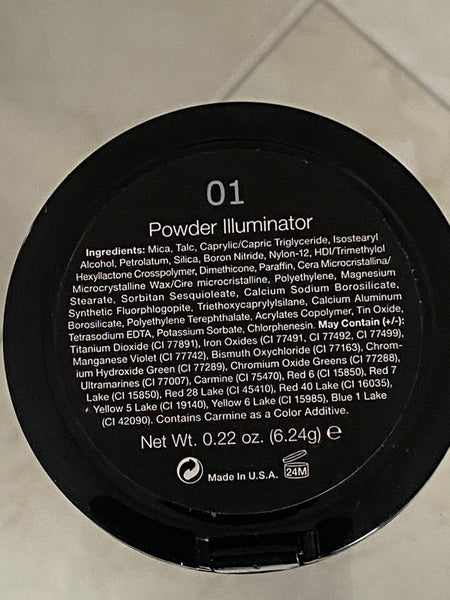 01
Powder Illuminator
Ingredients: Mica, Talc, Caprylic/Capric Triglyceride, Isostearyl
Alcohol, Petrolatum, Silica, Boron Nitride, Nylon-12, HDI/Trimethylol
Hexyllactone Crosspolymer, Dimethicone, Paraffin, Cera Microcristallina/
Microcrystalline Wax/Cire microcristalline, Polyethylene, Magnesium
Stearate, Sorbitan Sesquioleate, Calcium Sodium Borosilicate,
Synthetic Fluorphlogopite, Triethoxycaprylylsilane, Calcium Aluminum
Borosilicate, Polyethylene Terephthalate, Acrylates Copolymer, Tin Oxide,
Tetrasodium EDTA, Potassium Sorbate, Chlorphenesin. May Contain (+/-):
Titanium Dioxide (CI 77891), Iron Oxides (CI 77491, CI 77492, CI 77499),
Manganese Violet (CI 77742), Bismuth Oxychloride (CI 77163), Chrom-
ium Hydroxide Green (CI 77289), Chromium Oxide Greens (CI 77288),
Ultramarines (CI 77007), Carmine (CI 75470), Red 6 (CI 15850), Red 7
Lake (CI 15850), Red 28 Lake (CI 45410), Red 40 Lake (CI 16035),
Yellow 5 Lake (CI 19140), Yellow 6 Lake (CI 15985), Blue 1 Lake
(CI 42090). Contains Carmine as a Color Additive.
Net Wt. 0.22 oz. (6.24g) e
Made in U.S.A. 24M